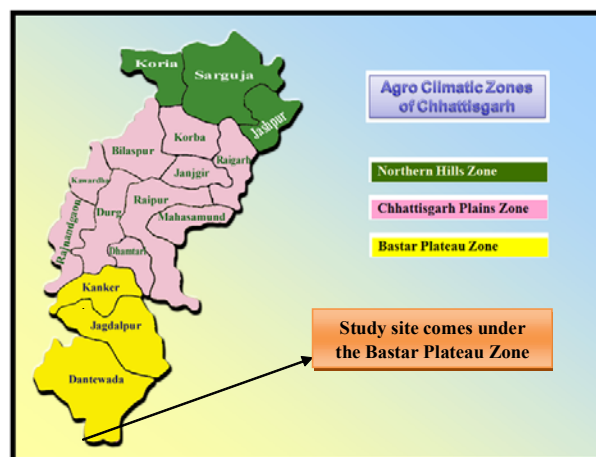 Koria
Sarguja
Jashpur
Korba
Bilaspur
Raigarh
Janjgir
Kawardha
Raipur
Durg
Mahasamund
Rajnandgaon
Dhamtari
Kanker
Jagdalpur
Dantewada
Agro Climatic Zones
of Chhattisgarh
Northern Hills Zone
Chhattisgarh Plains Zone
Bastar Plateau Zone
Study site comes under
the Bastar Plateau Zone